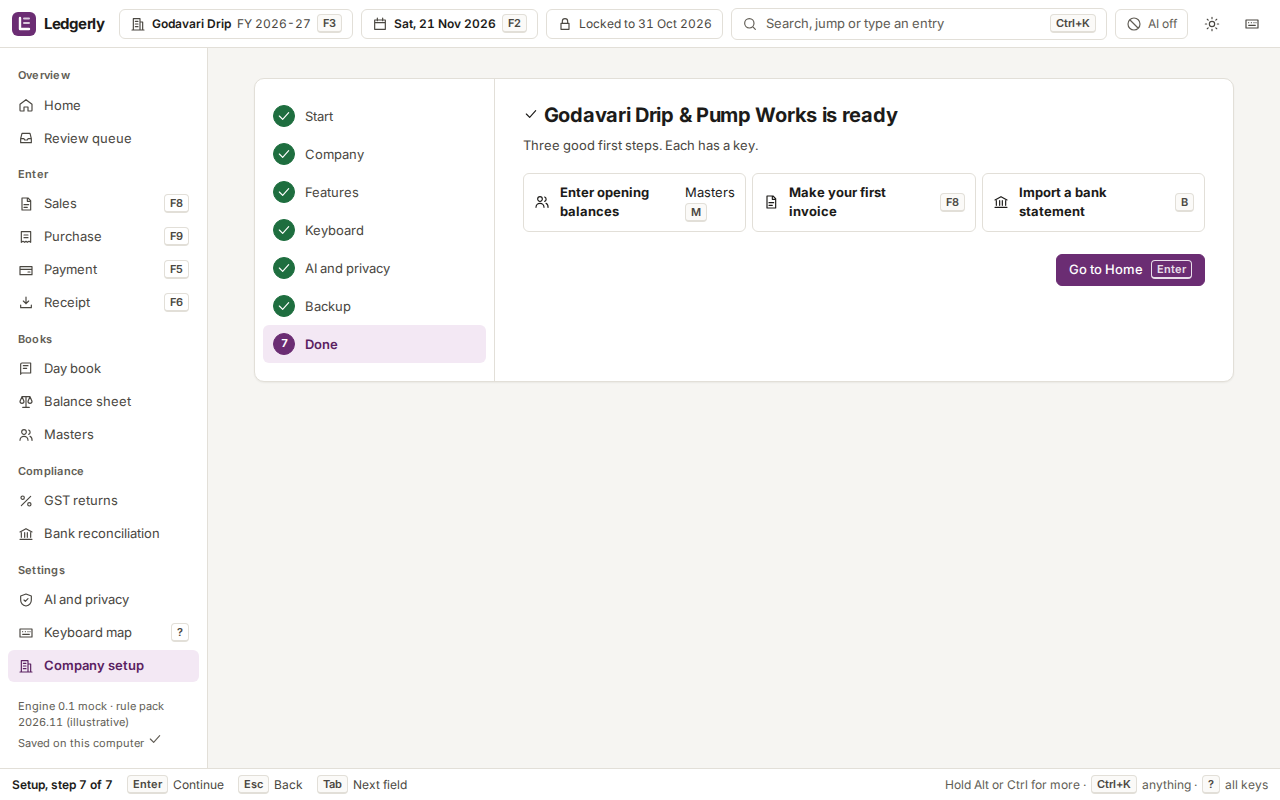 Ledgerly
Godavari Drip FY 2026-27 F3
Sat, 21 Nov 2026 F2
Locked to 31 Oct 2026
Search, jump or type an entry Ctrl+K
AI off
Overview
Home
Review queue
Enter
Sales F8
Purchase F9
Payment F5
Receipt F6
Books
Day book
Balance sheet
Masters
Compliance
GST returns
Bank reconciliation
Settings
AI and privacy
Keyboard map ?
Company setup
Engine 0.1 mock · rule pack
2026.11 (illustrative)
Saved on this computer
Start
Company
Features
Keyboard
AI and privacy
Backup
7 Done
Godavari Drip & Pump Works is ready
Three good first steps. Each has a key.
Enter opening balances Masters M
Make your first invoice F8
Import a bank statement B
Go to Home Enter
Setup, step 7 of 7 Enter Continue Esc Back Tab Next field
Hold Alt or Ctrl for more · Ctrl+K anything · ? all keys